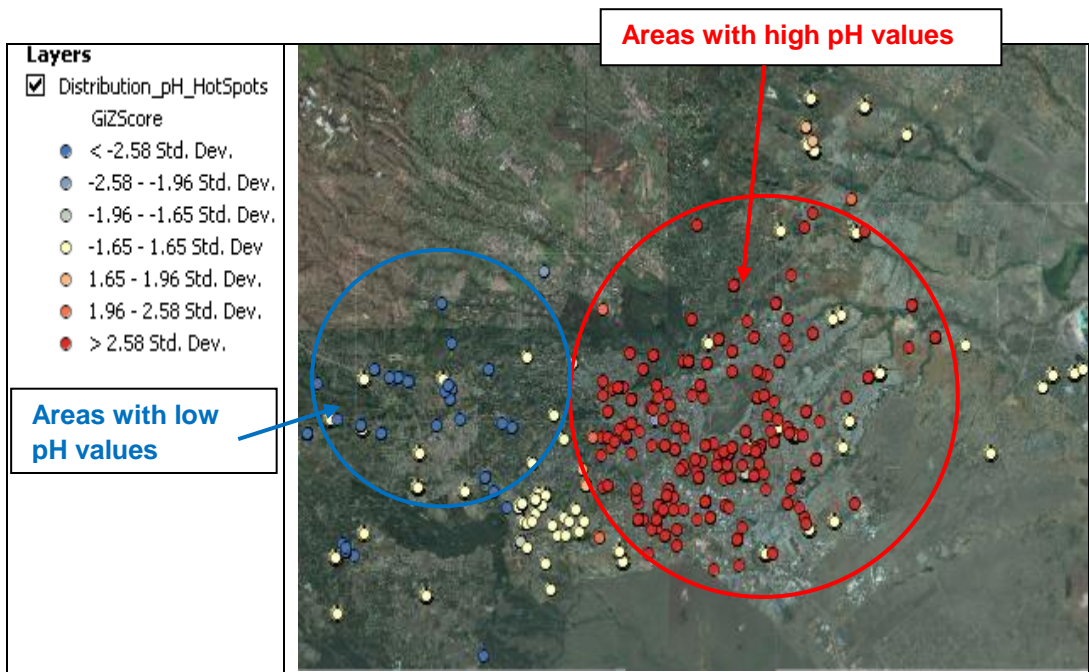 Areas with high pH values
Layers
Distribution_pH_HotSpots
GiZScore
< -2.58 Std. Dev.
-2.58 - -1.96 Std. Dev.
-1.96 - -1.65 Std. Dev.
-1.65 - 1.65 Std. Dev
1.65 - 1.96 Std. Dev.
1.96 - 2.58 Std. Dev.
> 2.58 Std. Dev.
Areas with low
pH values